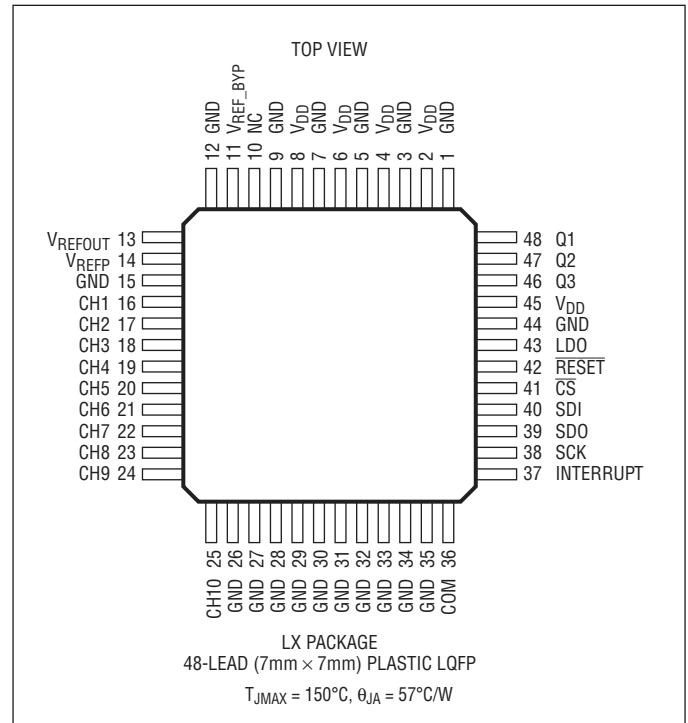 TOP VIEW
12 GND
11 VREF_BYP
10 NC
9 GND
8 VDD
7 GND
6 VDD
5 GND
4 VDD
3 GND
2 VDD
1 GND
VREFOUT 13
VREFP 14
GND 15
CH1 16
CH2 17
CH3 18
CH4 19
CH5 20
CH6 21
CH7 22
CH8 23
CH9 24
48 Q1
47 Q2
46 Q3
45 VDD
44 GND
43 LDO
42 RESET
41 CS
40 SDI
39 SDO
38 SCK
37 INTERRUPT
CH10 25
GND 26
GND 27
GND 28
GND 29
GND 30
GND 31
GND 32
GND 33
GND 34
GND 35
COM 36
LX PACKAGE
48-LEAD (7mm × 7mm) PLASTIC LQFP
TJMAX = 150°C, θJA = 57°C/W